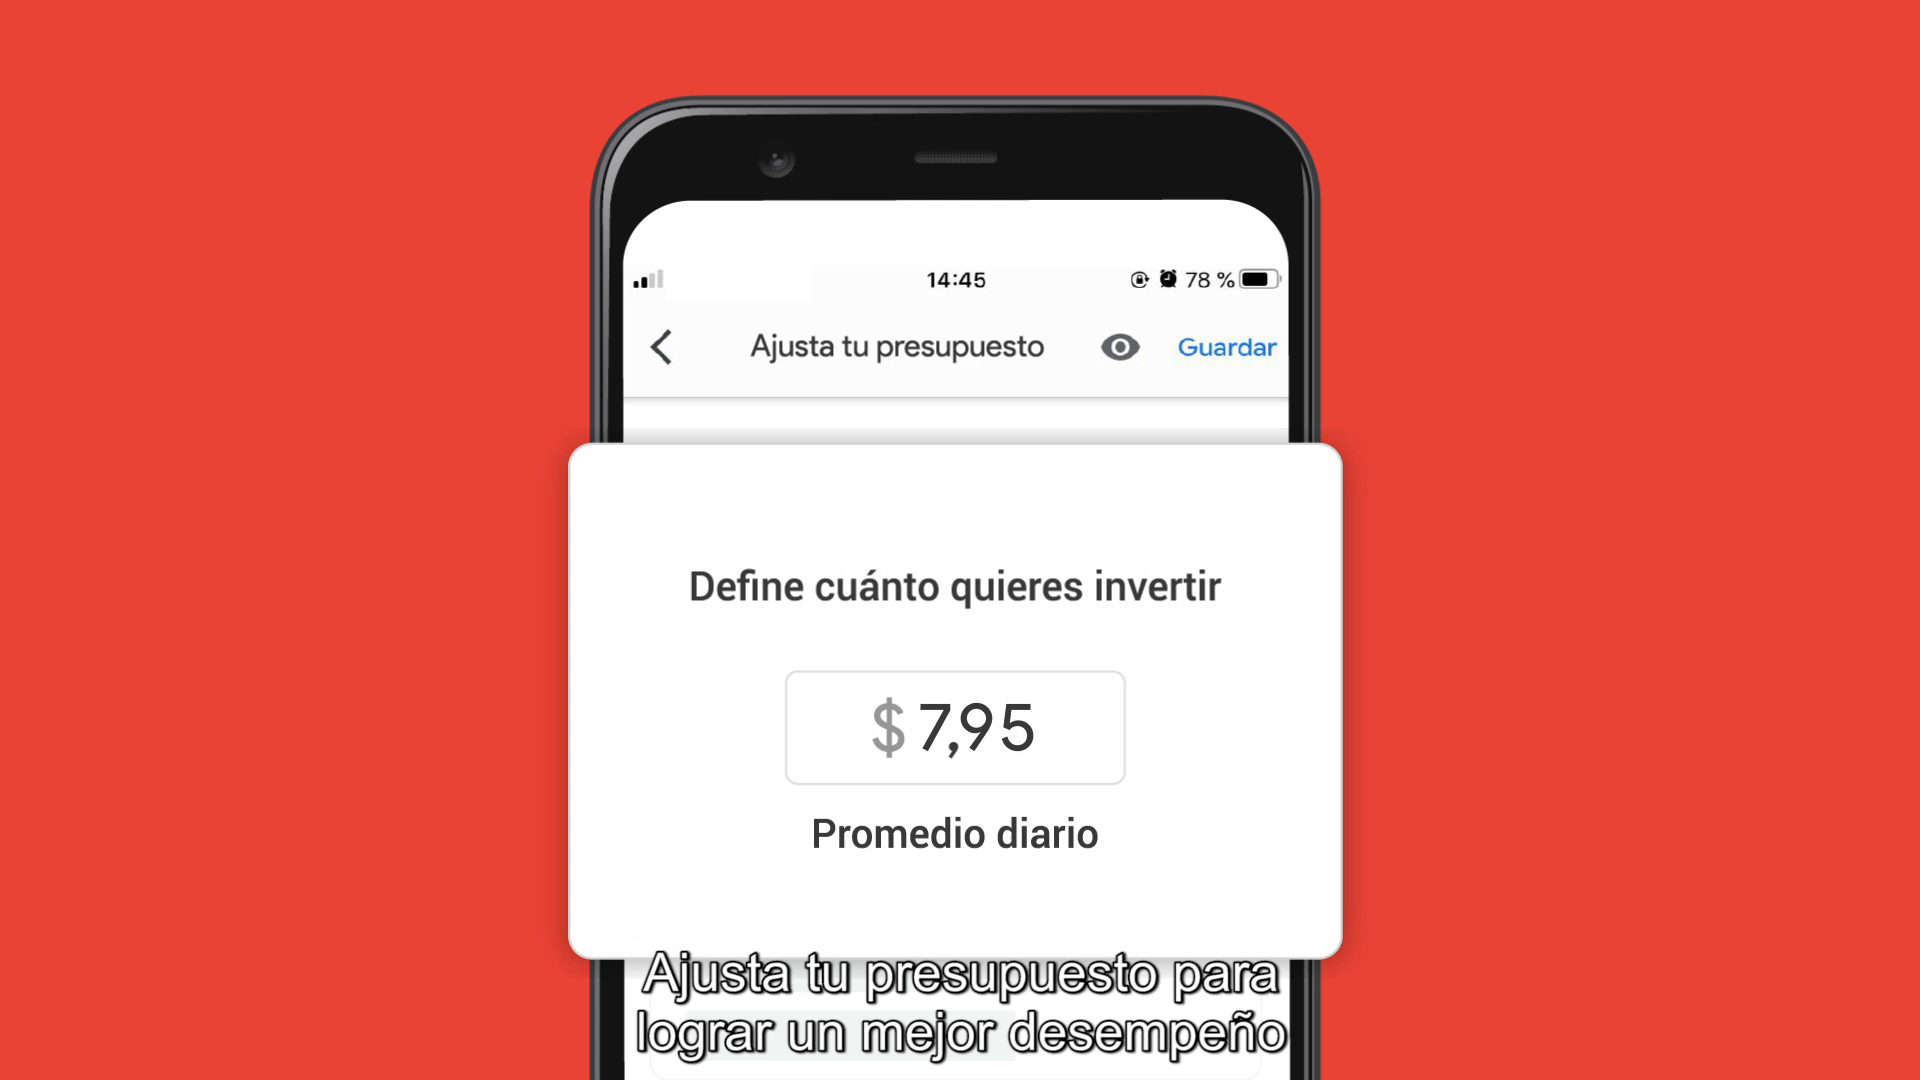 14:45
78 %
Ajusta tu presupuesto
Guardar
Define cuánto quieres invertir
$ 7,95
Promedio diario
Ajusta tu presupuesto para
lograr un mejor desempeño